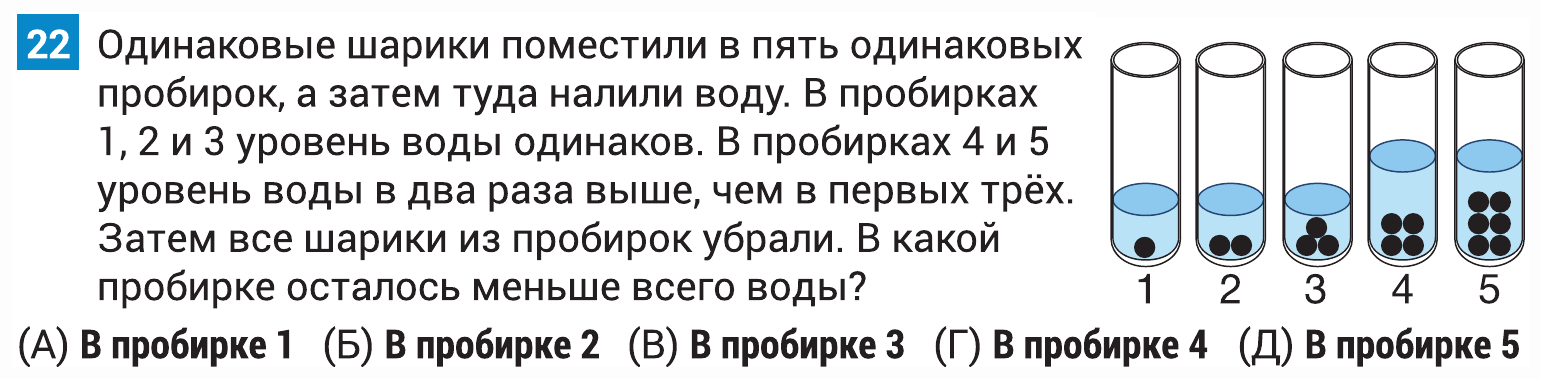 22 Одинаковые шарики поместили в пять одинаковых
пробирок, а затем туда налили воду. В пробирках
1, 2 и 3 уровень воды одинаков. В пробирках 4 и 5
уровень воды в два раза выше, чем в первых трёх.
Затем все шарики из пробирок убрали. В какой
пробирке осталось меньше всего воды?
1 2 3 4 5
(А) В пробирке 1 (Б) В пробирке 2 (В) В пробирке 3 (Г) В пробирке 4 (Д) В пробирке 5